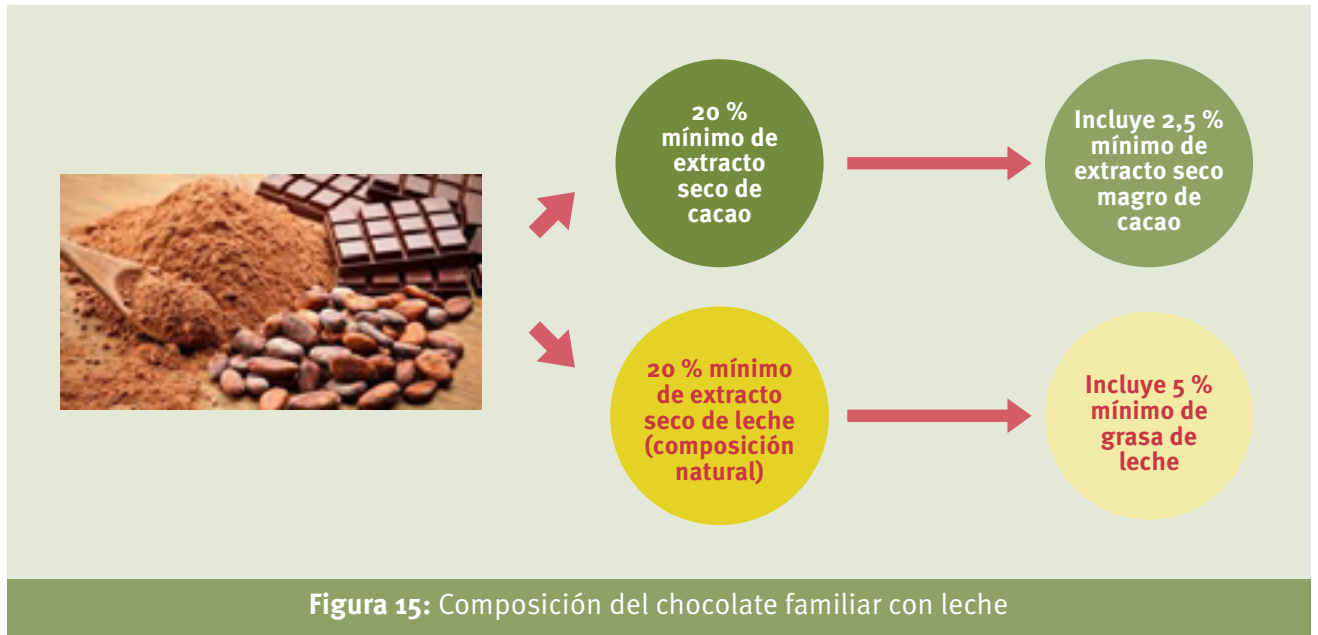 20 %
mínimo de
extracto
seco de
cacao
Incluye 2,5 %
mínimo de
extracto seco
magro de
cacao
20 % mínimo
de extracto
seco de leche
(composición
natural)
Incluye 5 %
mínimo de
grasa de
leche
Figura 15: Composición del chocolate familiar con leche